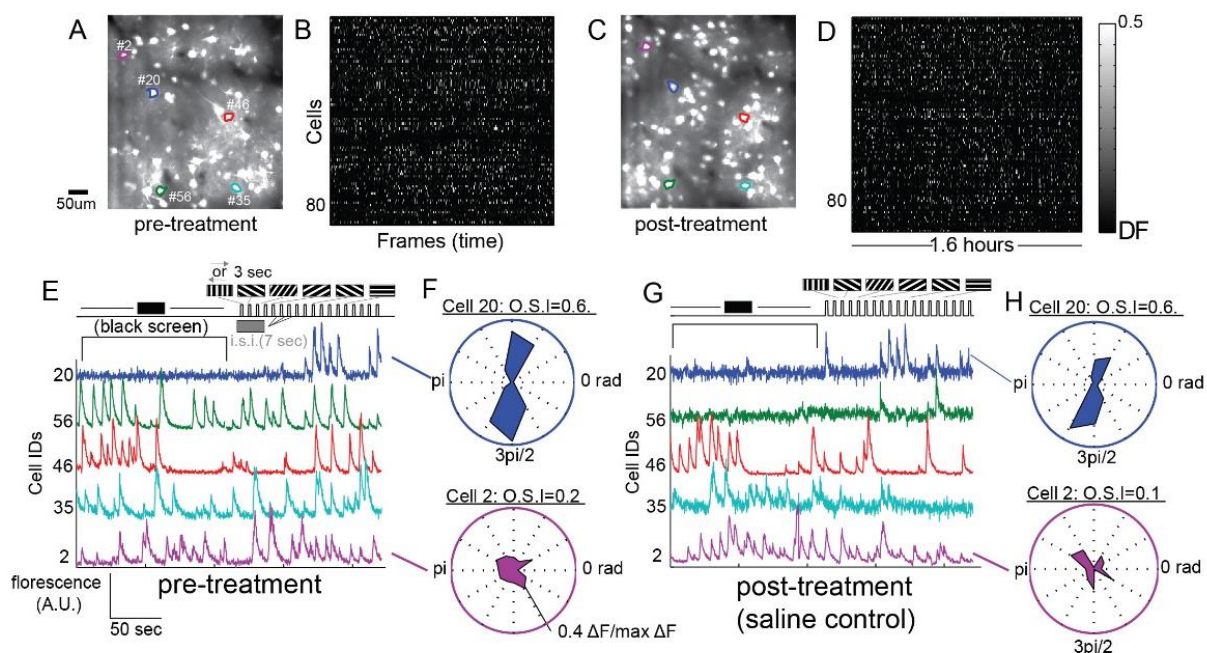 A
#2
#20
#46
#56
#35
50um
pre-treatment
B
Cells
80
Frames (time)
C
post-treatment
D
80
1.6 hours
0.5
DF
E
or 3 sec
(black screen)
i.s.i.(7 sec)
20
56
46
35
2
Cell IDs
florescence
(A.U.)
50 sec
pre-treatment
F
Cell 20: O.S.I=0.6.
pi
0 rad
3pi/2
Cell 2: O.S.I=0.2
pi
0 rad
0.4 ΔF/max ΔF
G
20
56
46
35
2
Cell IDs
post-treatment
(saline control)
H
Cell 20: O.S.I=0.6.
pi
0 rad
3pi/2
Cell 2: O.S.I=0.1
pi
0 rad
3pi/2